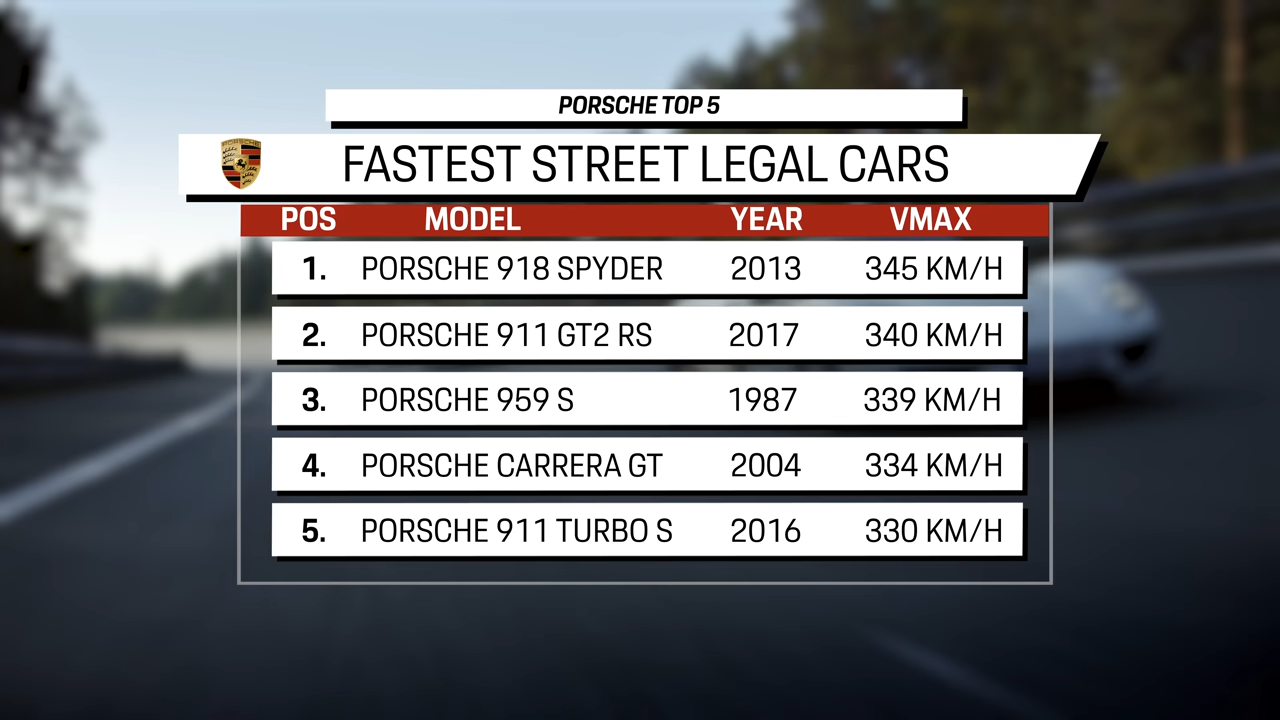 PORSCHE TOP 5
PORSCHE
FASTEST STREET LEGAL CARS
POS MODEL YEAR VMAX
1. PORSCHE 918 SPYDER 2013 345 KM/H
2. PORSCHE 911 GT2 RS 2017 340 KM/H
3. PORSCHE 959 S 1987 339 KM/H
4. PORSCHE CARRERA GT 2004 334 KM/H
5. PORSCHE 911 TURBO S 2016 330 KM/H